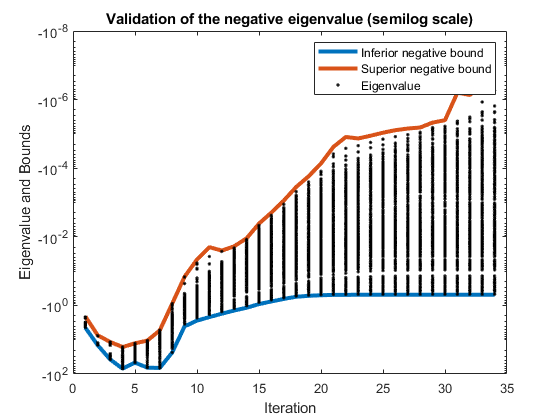 Validation of the negative eigenvalue (semilog scale)
-10^-8
Inferior negative bound
Superior negative bound
Eigenvalue
-10^-6
-10^-4
-10^-2
-10^0
-10^2
Eigenvalue and Bounds
0 5 10 15 20 25 30 35
Iteration